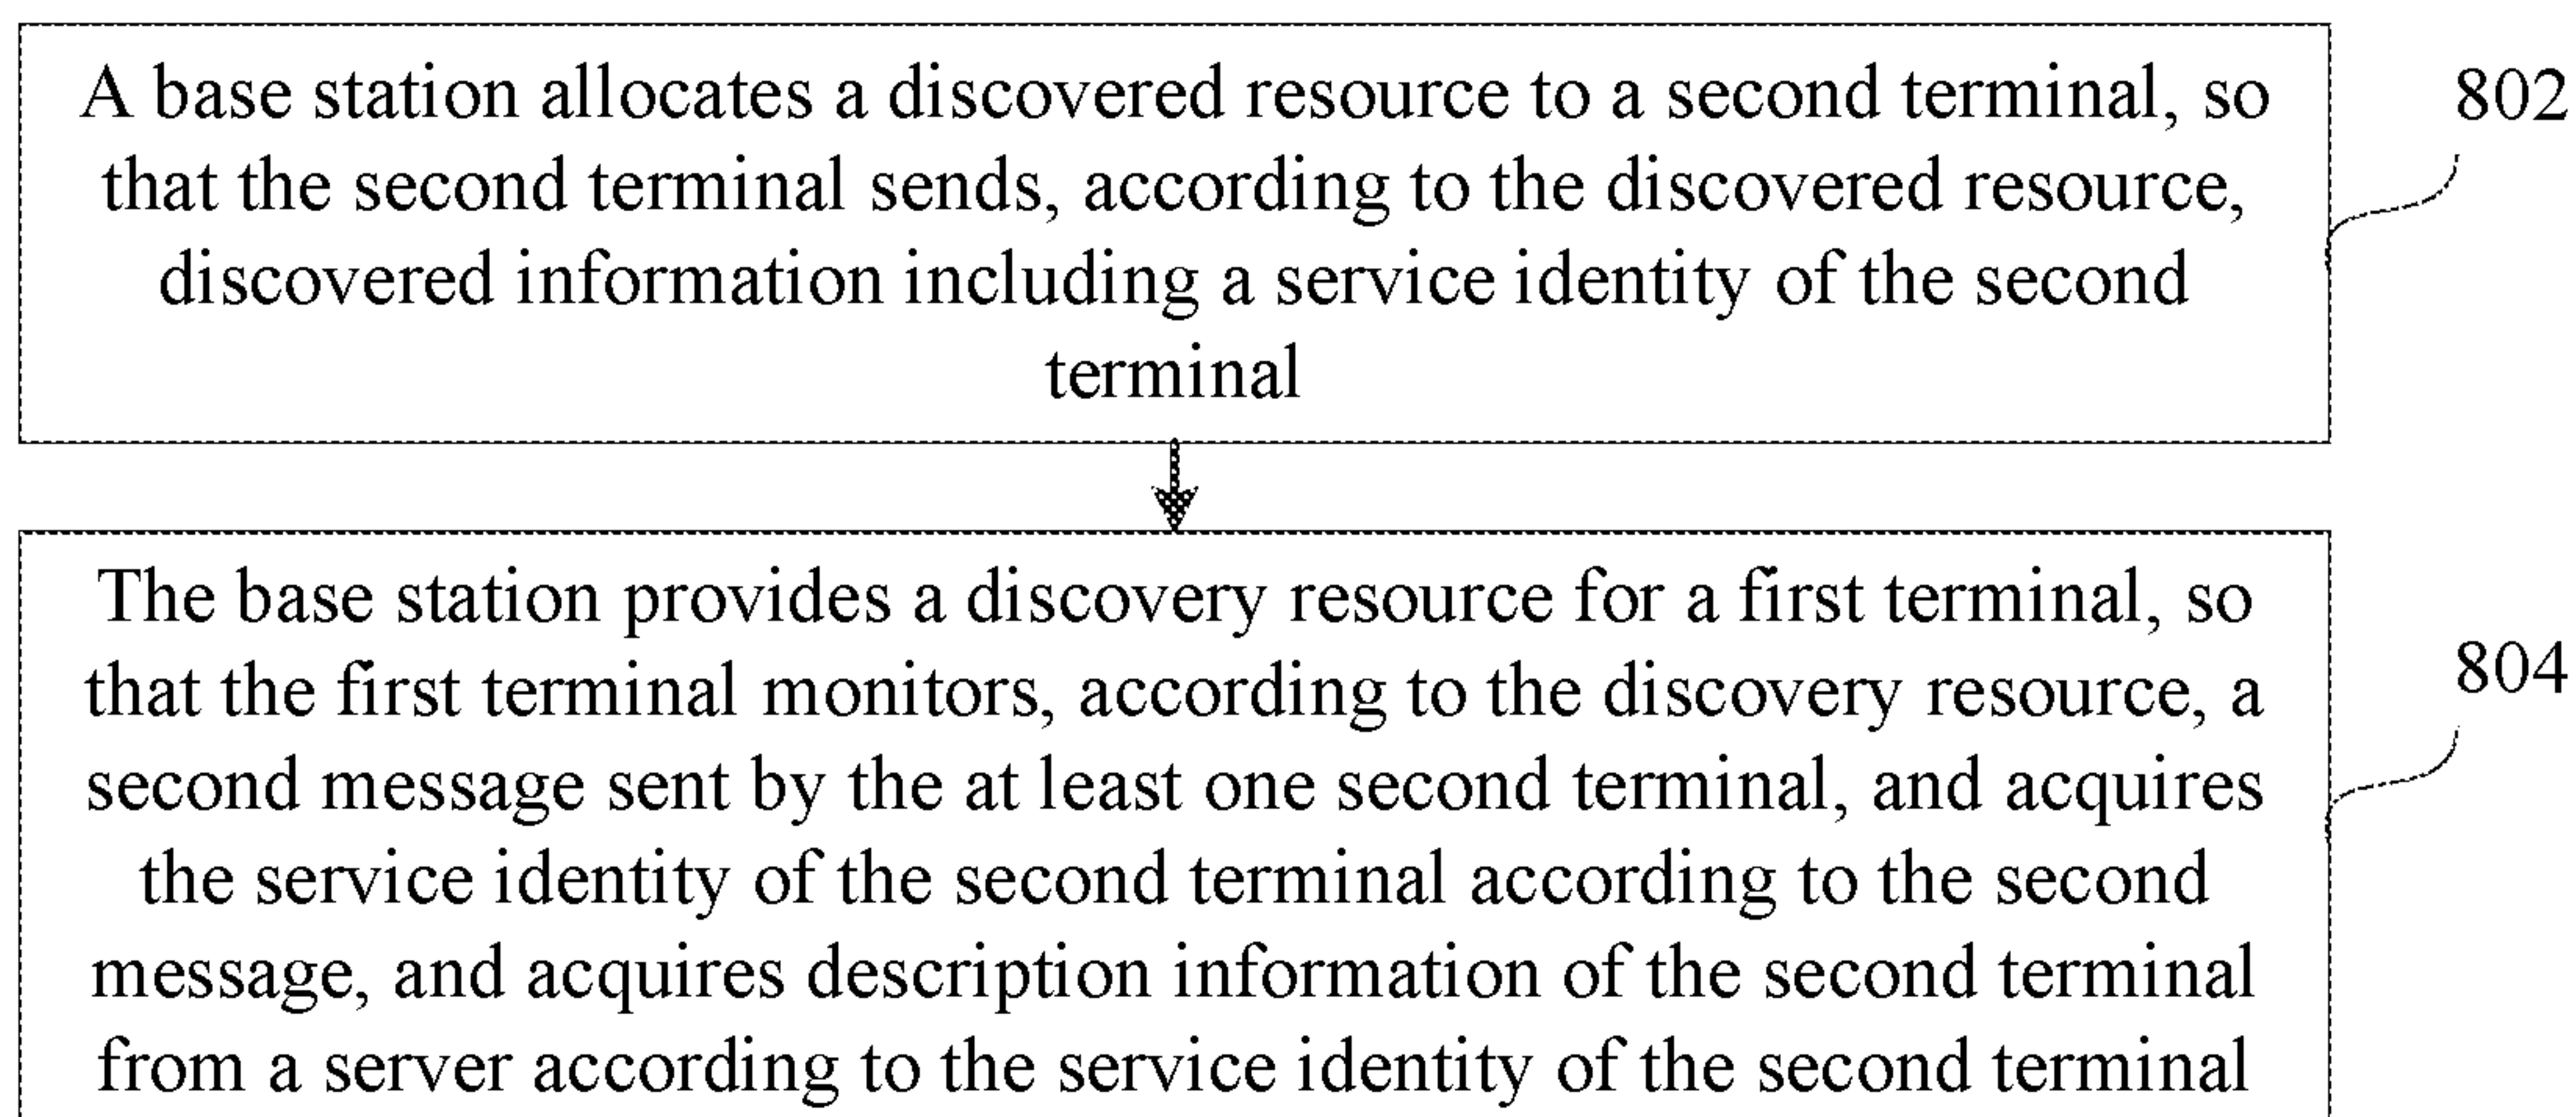 A base station allocates a discovered resource to a second terminal, so
that the second terminal sends, according to the discovered resource,
discovered information including a service identity of the second
terminal
802
The base station provides a discovery resource for a first terminal, so
that the first terminal monitors, according to the discovery resource, a
second message sent by the at least one second terminal, and acquires
the service identity of the second terminal according to the second
message, and acquires description information of the second terminal
from a server according to the service identity of the second terminal
804